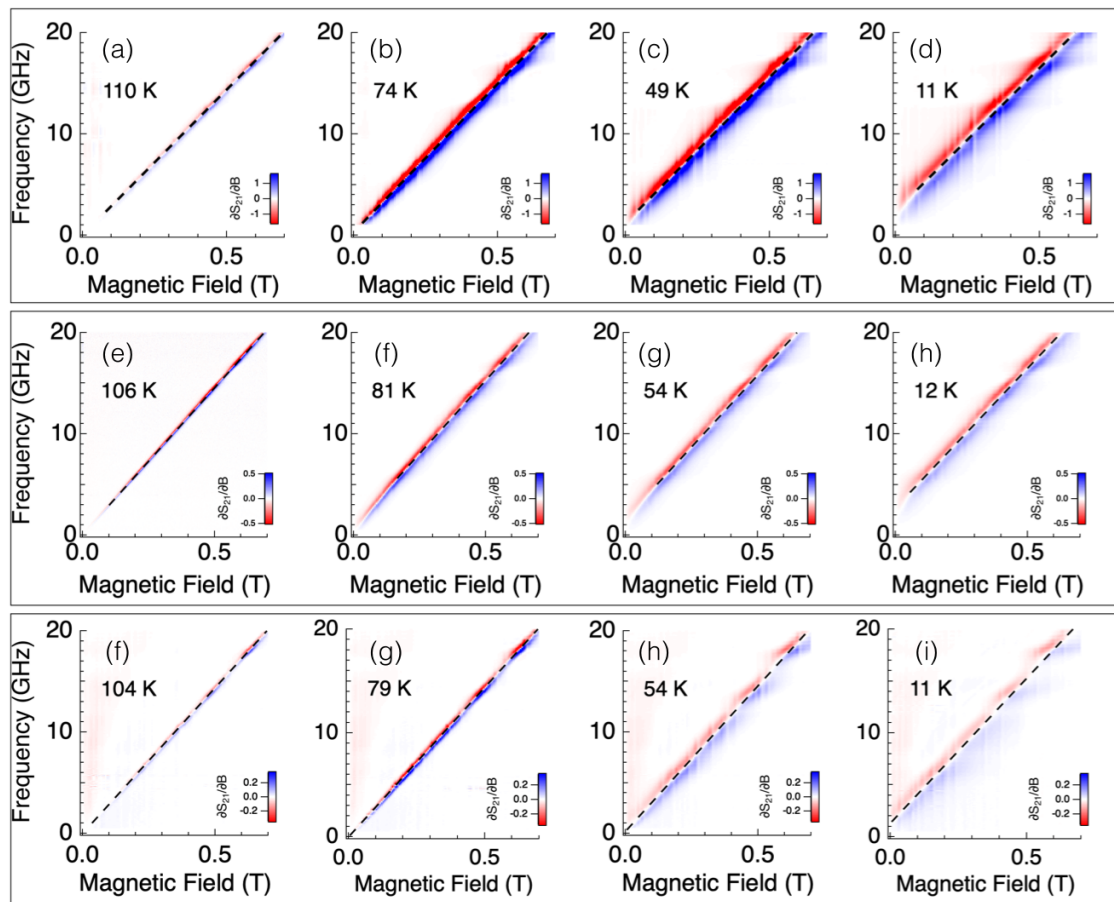 (a) (b) (c) (d)
110 K 74 K 49 K 11 K
Frequency (GHz)
20
10
0
∂S21/∂B
1
0
-1
∂S21/∂B
1
0
-1
∂S21/∂B
1
0
-1
∂S21/∂B
1
0
-1
0.0 0.5 0.0 0.5 0.0 0.5 0.0 0.5
Magnetic Field (T) Magnetic Field (T) Magnetic Field (T) Magnetic Field (T)
(e) (f) (g) (h)
106 K 81 K 54 K 12 K
Frequency (GHz)
20
10
0
20
10
0
20
10
0
20
10
0
∂S21/∂B
0.5
0.0
-0.5
∂S21/∂B
0.5
0.0
-0.5
∂S21/∂B
0.5
0.0
-0.5
∂S21/∂B
0.5
0.0
-0.5
0.0 0.5 0.0 0.5 0.0 0.5 0.0 0.5
Magnetic Field (T) Magnetic Field (T) Magnetic Field (T) Magnetic Field (T)
(f) (g) (h) (i)
104 K 79 K 54 K 11 K
Frequency (GHz)
20
10
0
20
10
0
20
10
0
20
10
0
∂S21/∂B
0.2
0.0
-0.2
∂S21/∂B
0.2
0.0
-0.2
∂S21/∂B
0.2
0.0
-0.2
∂S21/∂B
0.2
0.0
-0.2
0.0 0.5 0.0 0.5 0.0 0.5 0.0 0.5
Magnetic Field (T) Magnetic Field (T) Magnetic Field (T) Magnetic Field (T)